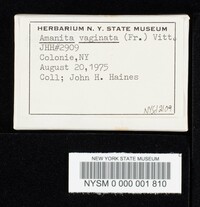 HERBARIUM N. Y. STATE MUSEUM
Amanita vaginata (Fr.) Vitt.
JHH#2909
Colonie,NY
August 20,1975
Coll; John H. Haines
NEW YORK STATE MUSEUM
NYSM 0 000 001 810